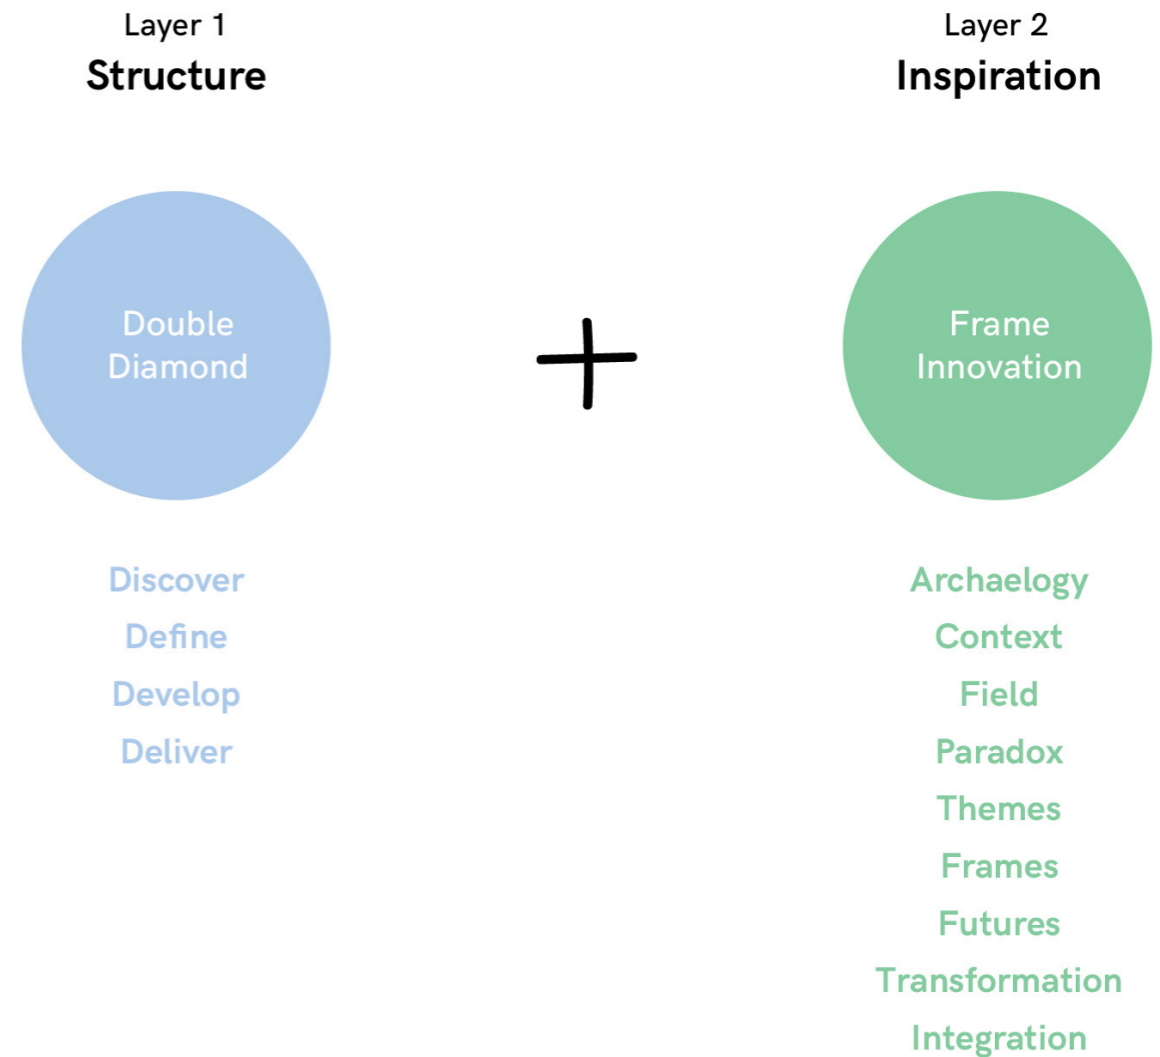 Layer 1
Structure
Double
Diamond
Discover
Define
Develop
Deliver
Layer 2
Inspiration
Frame
Innovation
Archaelogy
Context
Field
Paradox
Themes
Frames
Futures
Transformation
Integration